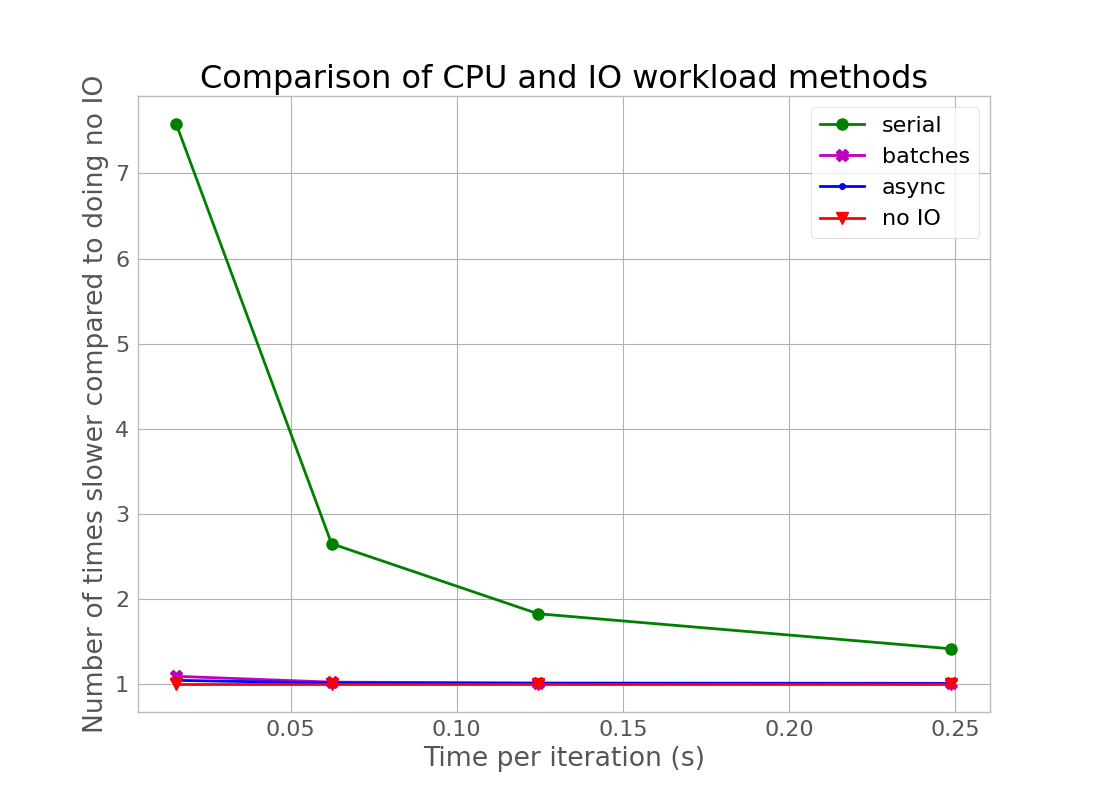 Comparison of CPU and IO workload methods
Number of times slower compared to doing no IO
7
6
5
4
3
2
1
serial
batches
async
no IO
0.05
0.10
0.15
0.20
0.25
Time per iteration (s)